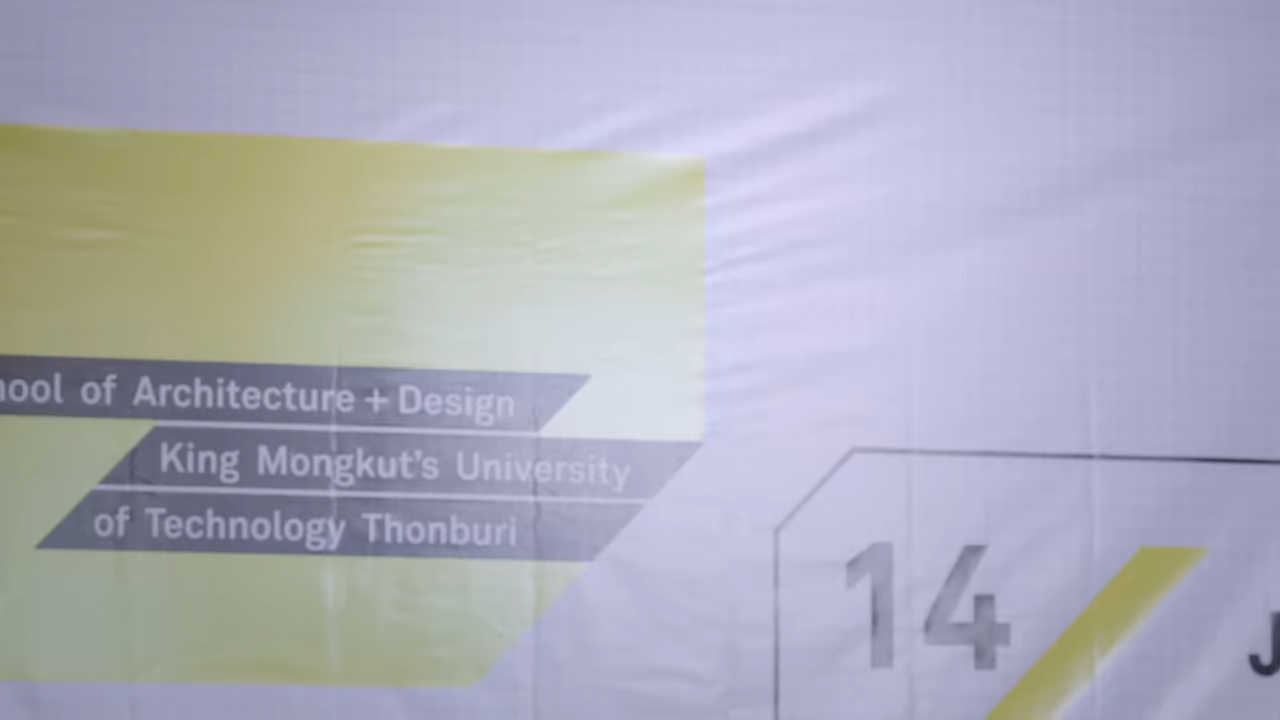 of Architecture + Design
King Mongkut's University
of Technology Thonburi
14